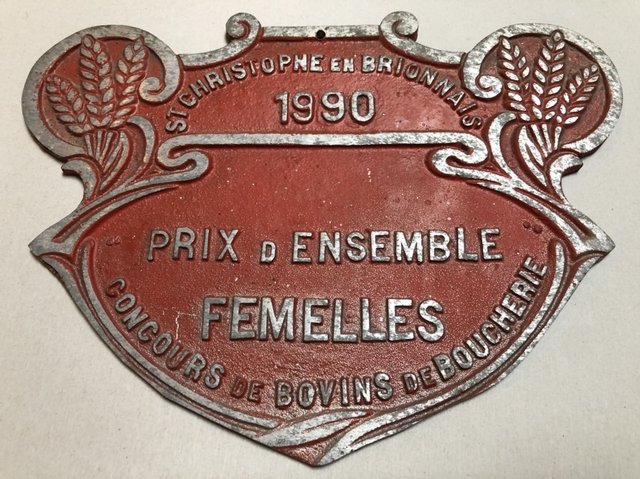 ST CHRISTOPHE EN BRIONNAIS
1990
PRIX D ENSEMBLE
FEMELLES
CONCOURS DE BOVINS DE BOUCHERIE